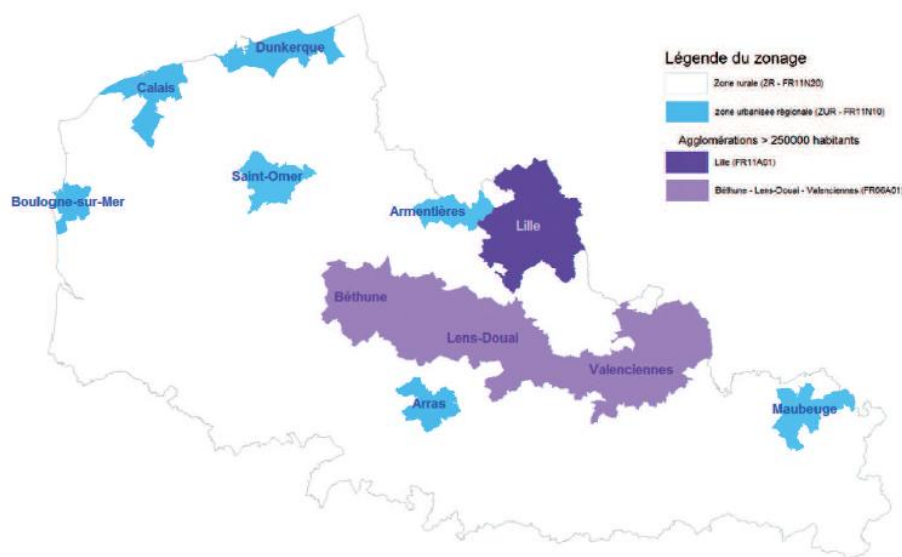 Dunkerque
Calais
Saint-Omer
Boulogne-sur-Mer
Armentières
Lille
Béthune
Lens-Douai
Valenciennes
Arras
Maubeuge
Légende du zonage
Zone rurale (ZR - FR11N20)
zone urbanisée régionale (ZUR - FR11N10)
Agglomérations > 250000 habitants
Lille (FR11A01)
Béthune - Lens-Douai - Valenciennes (FR06A01)